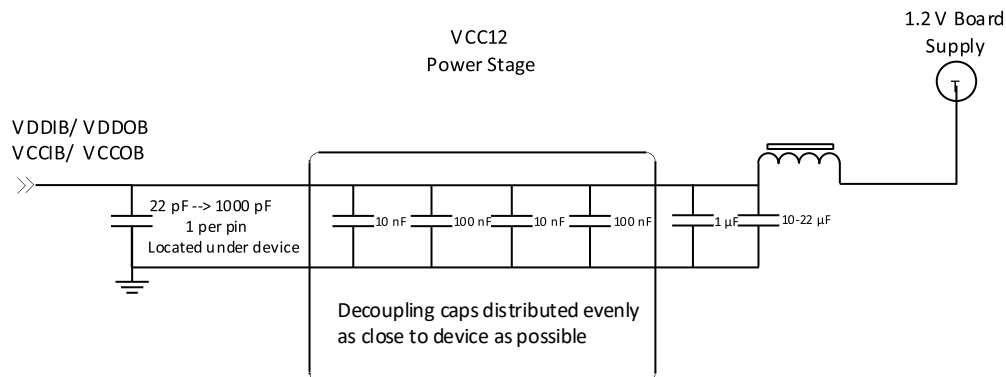 1.2 V Board
Supply
T
VCC12
Power Stage
VDDIB/ VDDOB
VCCIB/ VCCOB
22 pF --> 1000 pF
1 per pin
Located under device
10 nF
100 nF
10 nF
100 nF
1 µF
10-22 µF
Decoupling caps distributed evenly
as close to device as possible